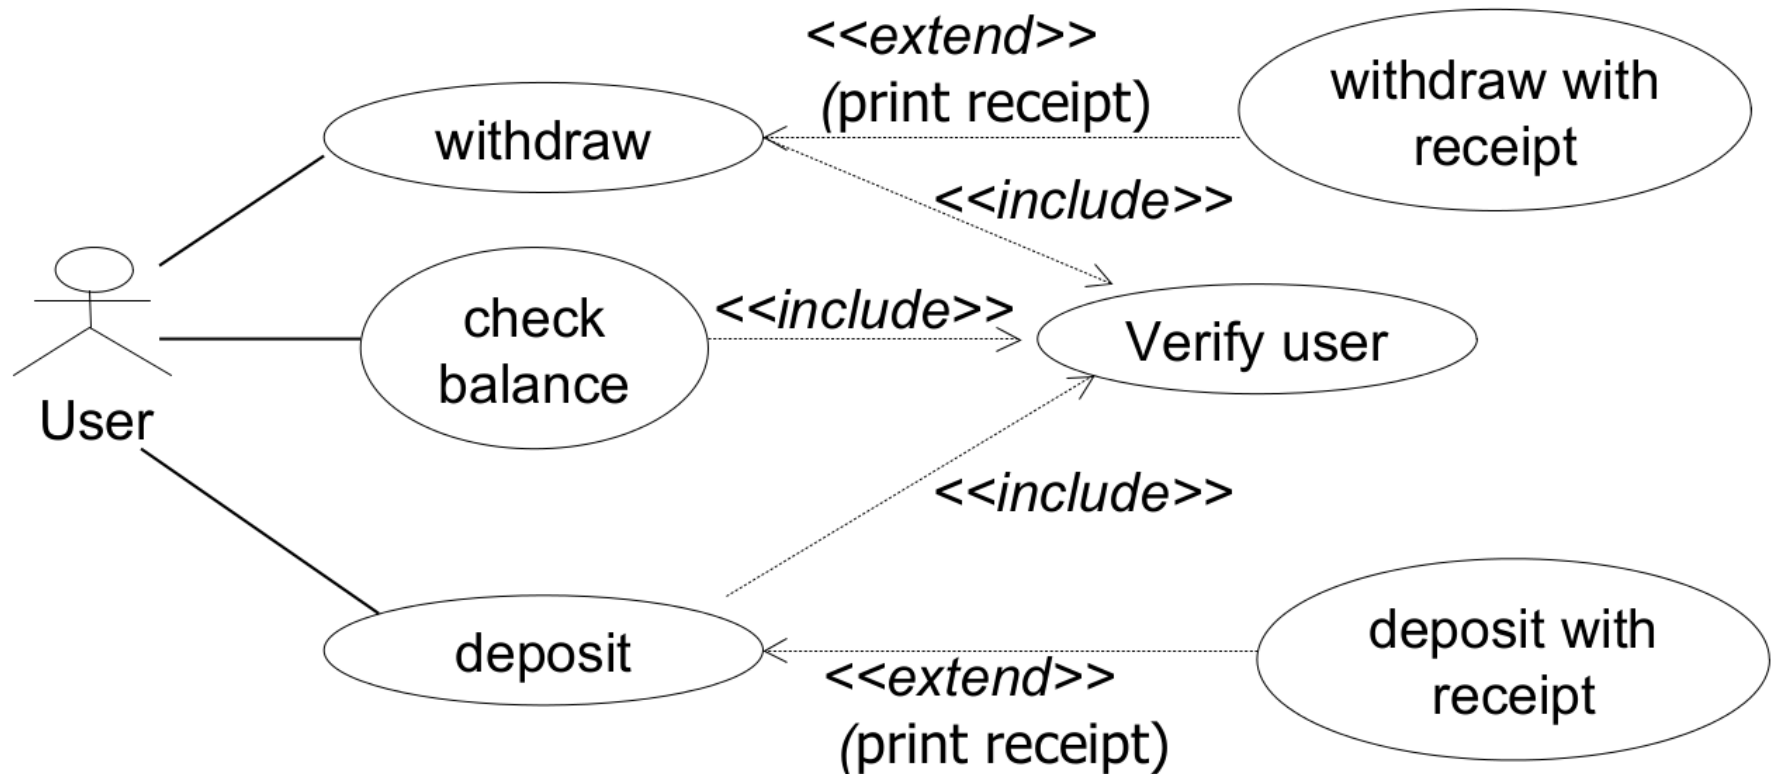 <<extend>>
(print receipt)
withdraw with
receipt
withdraw
<<include>>
check
balance
<<include>>
Verify user
User
<<include>>
deposit
<<extend>>
(print receipt)
deposit with
receipt